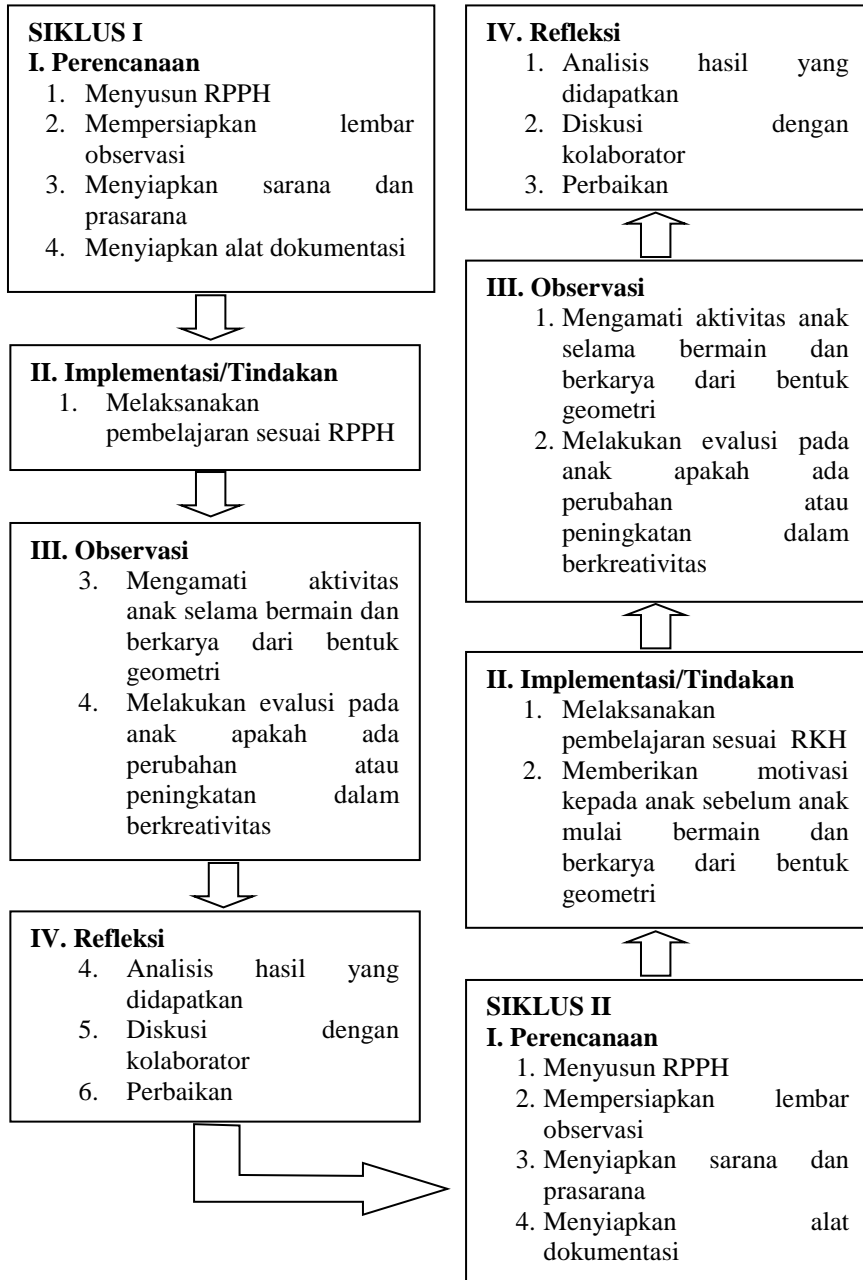 SIKLUS I
I. Perencanaan
1. Menyusun RPPH
2. Mempersiapkan lembar
observasi
3. Menyiapkan sarana dan
prasarana
4. Menyiapkan alat dokumentasi
II. Implementasi/Tindakan
1. Melaksanakan
pembelajaran sesuai RPPH
III. Observasi
3. Mengamati aktivitas
anak selama bermain dan
berkarya dari bentuk
geometri
4. Melakukan evalusi pada
anak apakah ada
perubahan atau
peningkatan dalam
berkreativitas
IV. Refleksi
4. Analisis hasil yang
didapatkan
5. Diskusi dengan
kolaborator
6. Perbaikan
SIKLUS II
I. Perencanaan
1. Menyusun RPPH
2. Mempersiapkan lembar
observasi
3. Menyiapkan sarana dan
prasarana
4. Menyiapkan alat
dokumentasi
II. Implementasi/Tindakan
1. Melaksanakan
pembelajaran sesuai RKH
2. Memberikan motivasi
kepada anak sebelum anak
mulai bermain dan
berkarya dari bentuk
geometri
III. Observasi
1. Mengamati aktivitas anak
selama bermain dan
berkarya dari bentuk
geometri
2. Melakukan evalusi pada
anak apakah ada
perubahan atau
peningkatan dalam
berkreativitas
IV. Refleksi
1. Analisis hasil yang
didapatkan
2. Diskusi dengan
kolaborator
3. Perbaikan